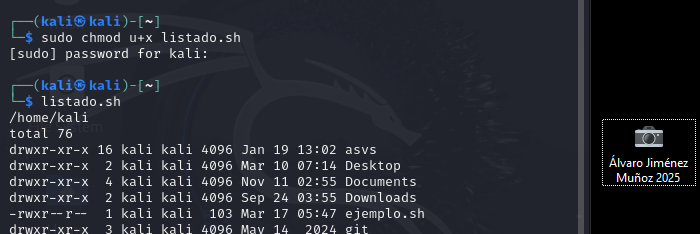 ┌──(kali㉿kali)-[~]
└─$ sudo chmod u+x listado.sh
[sudo] password for kali:
┌──(kali㉿kali)-[~]
└─$ listado.sh
/home/kali
total 76
drwxr-xr-x 16 kali kali 4096 Jan 19 13:02 asvs
drwxr-xr-x  2 kali kali 4096 Mar 10 07:14 Desktop
drwxr-xr-x  4 kali kali 4096 Nov 11 02:55 Documents
drwxr-xr-x  2 kali kali 4096 Sep 24 03:55 Downloads
-rwxr--r--  1 kali kali  103 Mar 17 05:47 ejemplo.sh
drwxr-xr-x  3 kali kali 4096 May 14  2024 git
Álvaro Jiménez
Muñoz 2025